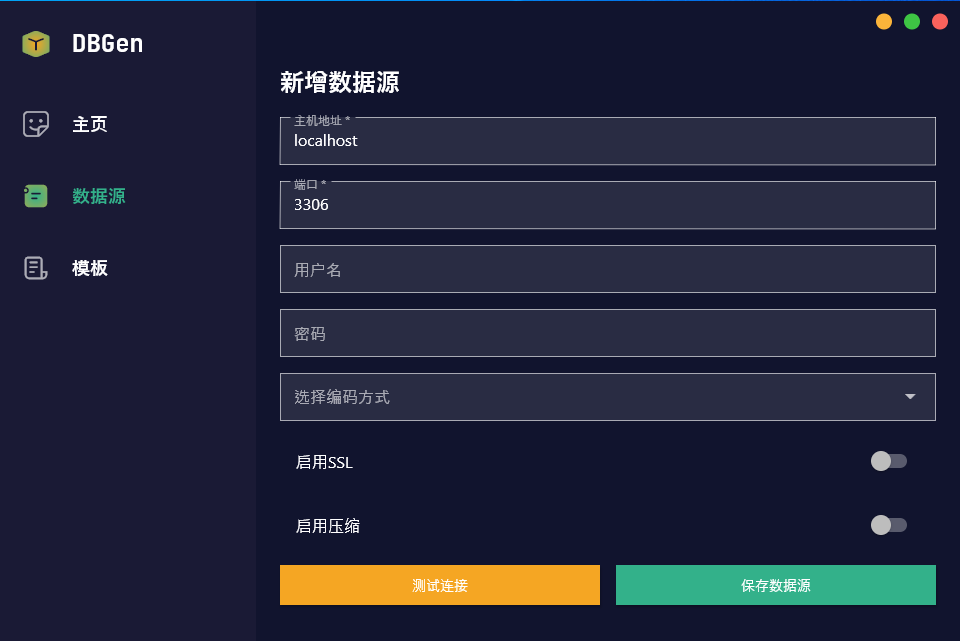 DBGen
主页
数据源
模板
新增数据源
主机地址 *
localhost
端口 *
3306
用户名
密码
选择编码方式
启用SSL
启用压缩
测试连接
保存数据源